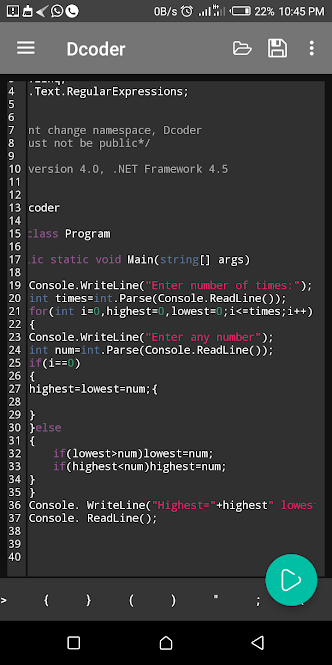 0B/s 22% 10:45 PM
Dcoder
4 .Text.RegularExpressions;
5
6
7 nt change namespace, Dcoder
8 ust not be public*/
9
10 version 4.0, .NET Framework 4.5
11
12
13 coder
14
15 class Program
16
17 ic static void Main(string[] args)
18
19 Console.WriteLine("Enter number of times:");
20 int times=int.Parse(Console.ReadLine());
21 for(int i=0,highest=0,lowest=0;i<=times;i++)
22 {
23 Console.WriteLine("Enter any number");
24 int num=int.Parse(Console.ReadLine());
25 if(i==0)
26 {
27 highest=lowest=num;{
28
29 }
30 }else
31 {
32 if(lowest>num)lowest=num;
33 if(highest<num)highest=num;
34 }
35 }
36 Console. WriteLine("Highest="+highest" lowes
37 Console. ReadLine();
38
39
40
> { } ( ) " ;